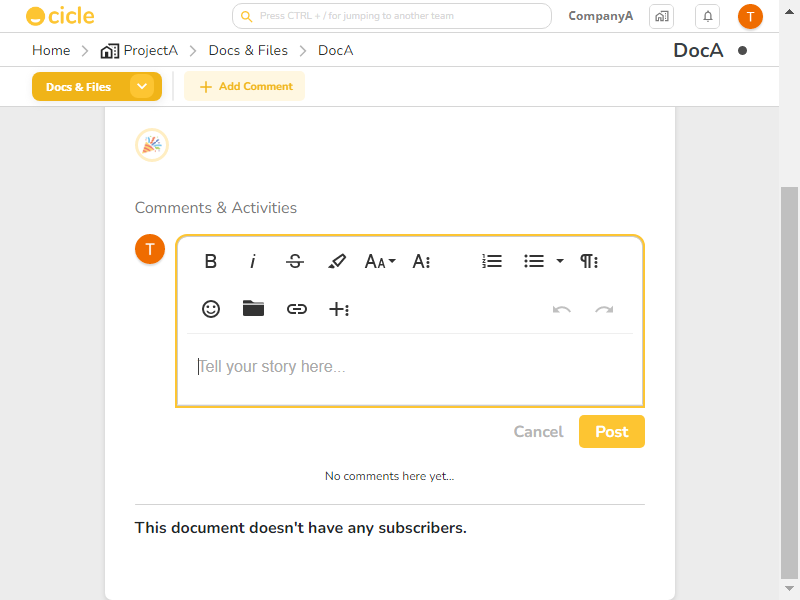 cicle
Press CTRL + / for jumping to another team
CompanyA
T
Home
ProjectA
Docs & Files
DocA
DocA
Docs & Files
Add Comment
Comments & Activities
T
B
i
S
AA
A
Tell your story here...
Cancel
Post
No comments here yet...
This document doesn't have any subscribers.